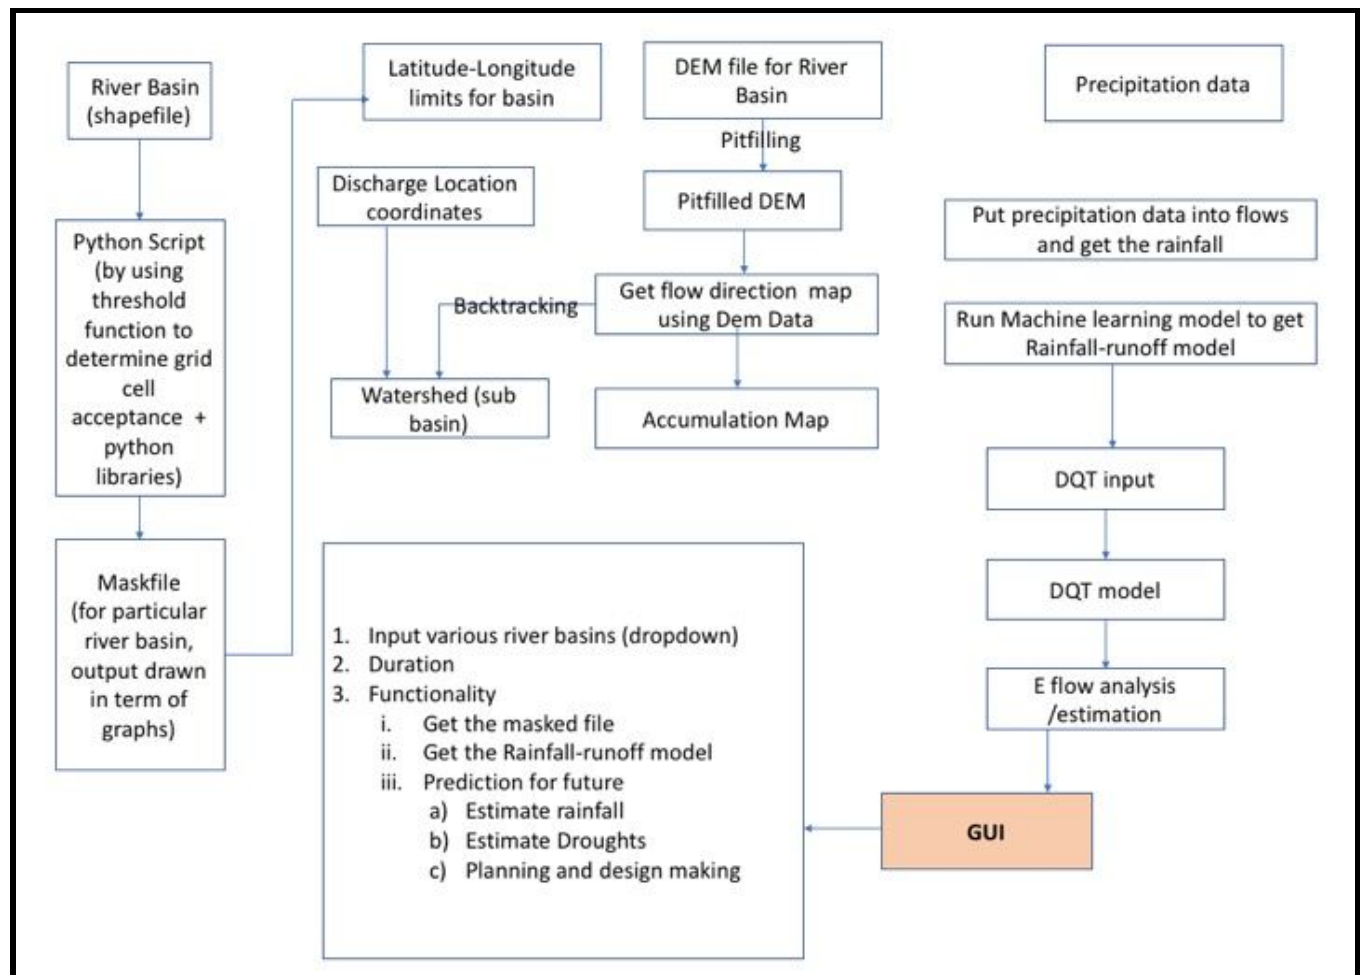 River Basin
(shapefile)
Python Script
(by using
threshold
function to
determine grid
cell
acceptance +
python
libraries)
Maskfile
(for particular
river basin,
output drawn
in term of
graphs)
Latitude-Longitude
limits for basin
Discharge Location
coordinates
Backtracking
Watershed (sub
basin)
DEM file for River
Basin
Pitfilling
Pitfilled DEM
Get flow direction map
using Dem Data
Accumulation Map
Precipitation data
Put precipitation data into flows
and get the rainfall
Run Machine learning model to get
Rainfall-runoff model
DQT input
DQT model
E flow analysis
/estimation
GUI
1. Input various river basins (dropdown)
2. Duration
3. Functionality
i. Get the masked file
ii. Get the Rainfall-runoff model
iii. Prediction for future
a) Estimate rainfall
b) Estimate Droughts
c) Planning and design making